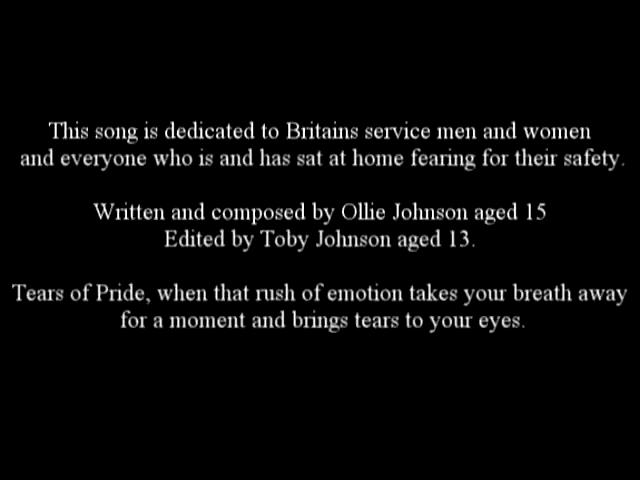 This song is dedicated to Britains service men and women
and everyone who is and has sat at home fearing for their safety.
Written and composed by Ollie Johnson aged 15
Edited by Toby Johnson aged 13.
Tears of Pride, when that rush of emotion takes your breath away
for a moment and brings tears to your eyes.